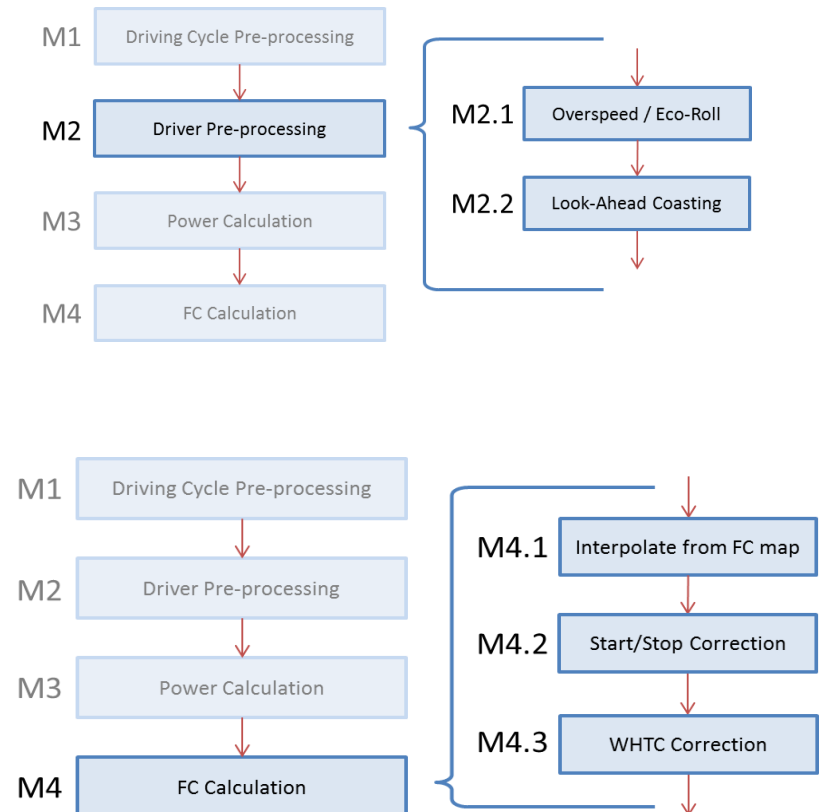 M1 Driving Cycle Pre-processing
M2 Driver Pre-processing
M3 Power Calculation
M4 FC Calculation
M2.1 Overspeed / Eco-Roll
M2.2 Look-Ahead Coasting
M1 Driving Cycle Pre-processing
M2 Driver Pre-processing
M3 Power Calculation
M4 FC Calculation
M4.1 Interpolate from FC map
M4.2 Start/Stop Correction
M4.3 WHTC Correction